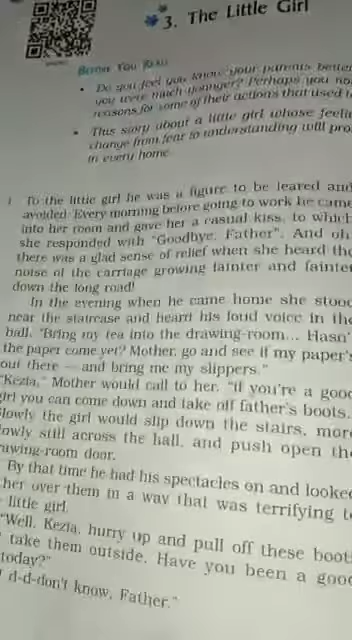 3. The Little Girl
BEFORE YOU READ
• Do you feel you know your parents better
you were much younger? Perhaps you no
reasons for some of their actions that used t
• This story about a little girl whose feeli
change from fear to understanding will pro
in every home.
1 To the little girl he was a figure to be feared and
avoided. Every morning before going to work he came
into her room and gave her a casual kiss, to which
she responded with "Goodbye, Father". And oh
there was a glad sense of relief when she heard the
noise of the carriage growing fainter and fainte
down the long road!
In the evening when he came home she stood
near the staircase and heard his loud voice in the
hall. "Bring my tea into the drawing-room... Hasn'
the paper come yet? Mother, go and see if my paper's
out there — and bring me my slippers."
"Kezia," Mother would call to her, "if you're a good
girl you can come down and take off father's boots.
Slowly the girl would slip down the stairs, more
owly still across the hall, and push open the
awing-room door.
By that time he had his spectacles on and looked
her over them in a way that was terrifying to
little girl.
"Well, Kezia, hurry up and pull off these boots
take them outside. Have you been a good
today?"
d-d-don't know, Father."